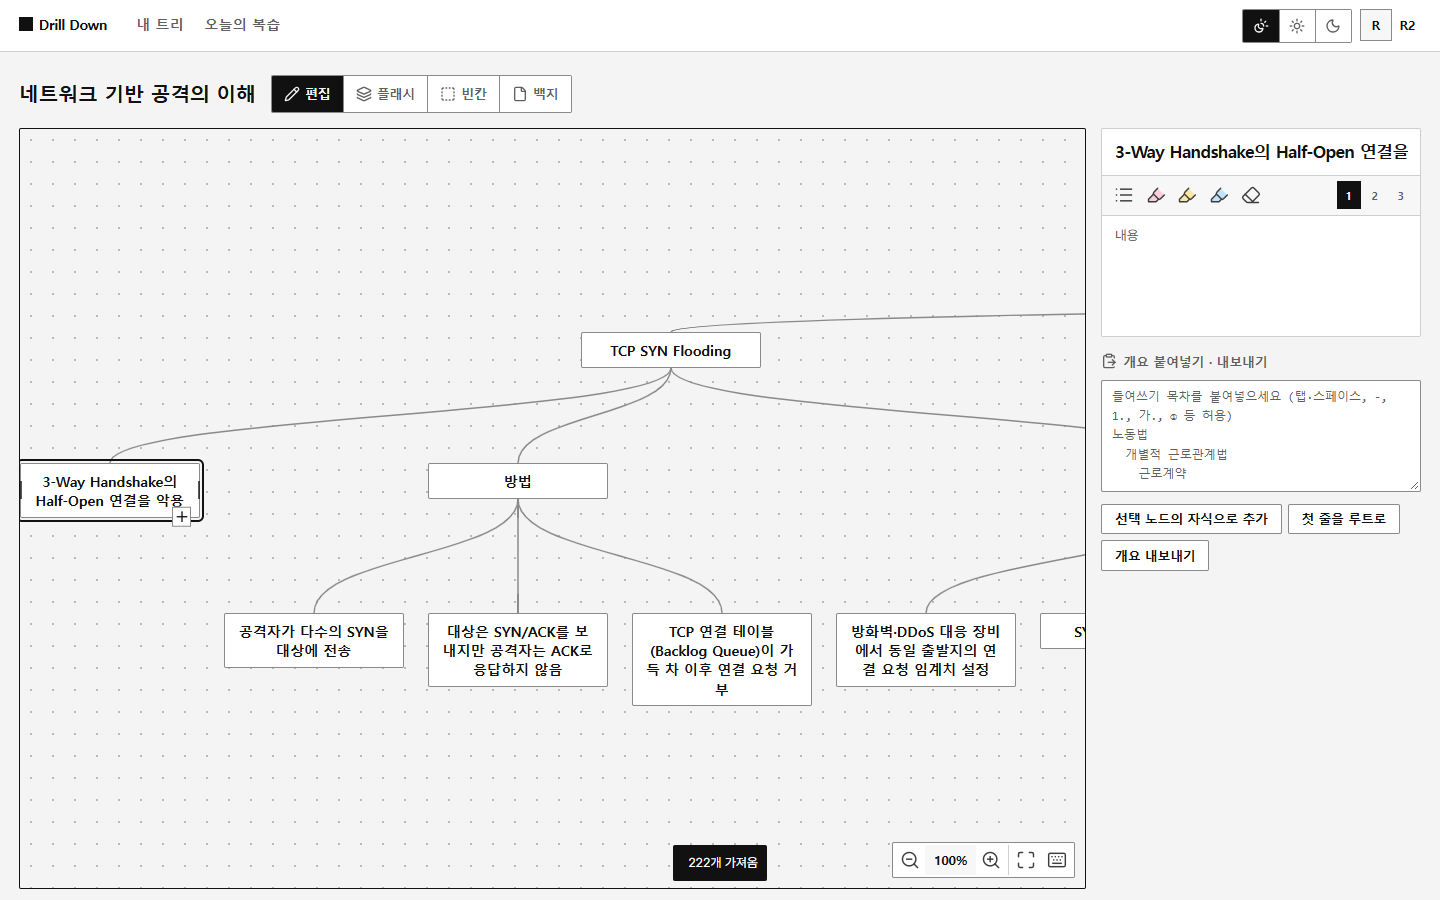 Drill Down
내 트리
오늘의 복습
R
R2
네트워크 기반 공격의 이해
편집
플래시
빈칸
백지
3-Way Handshake의 Half-Open 연결을
1
2
3
내용
개요 붙여넣기 · 내보내기
들여쓰기 목차를 붙여넣으세요 (탭·스페이스, -,
1., 가., ① 등 허용)
노동법
개별적 근로관계법
근로계약
선택 노드의 자식으로 추가
첫 줄을 루트로
개요 내보내기
TCP SYN Flooding
3-Way Handshake의
Half-Open 연결을 악용
방법
공격자가 다수의 SYN을
대상에 전송
대상은 SYN/ACK를 보
내지만 공격자는 ACK로
응답하지 않음
TCP 연결 테이블
(Backlog Queue)이 가
득 차 이후 연결 요청 거
부
방화벽·DDoS 대응 장비
에서 동일 출발지의 연
결 요청 임계치 설정
222개 가져옴
100%